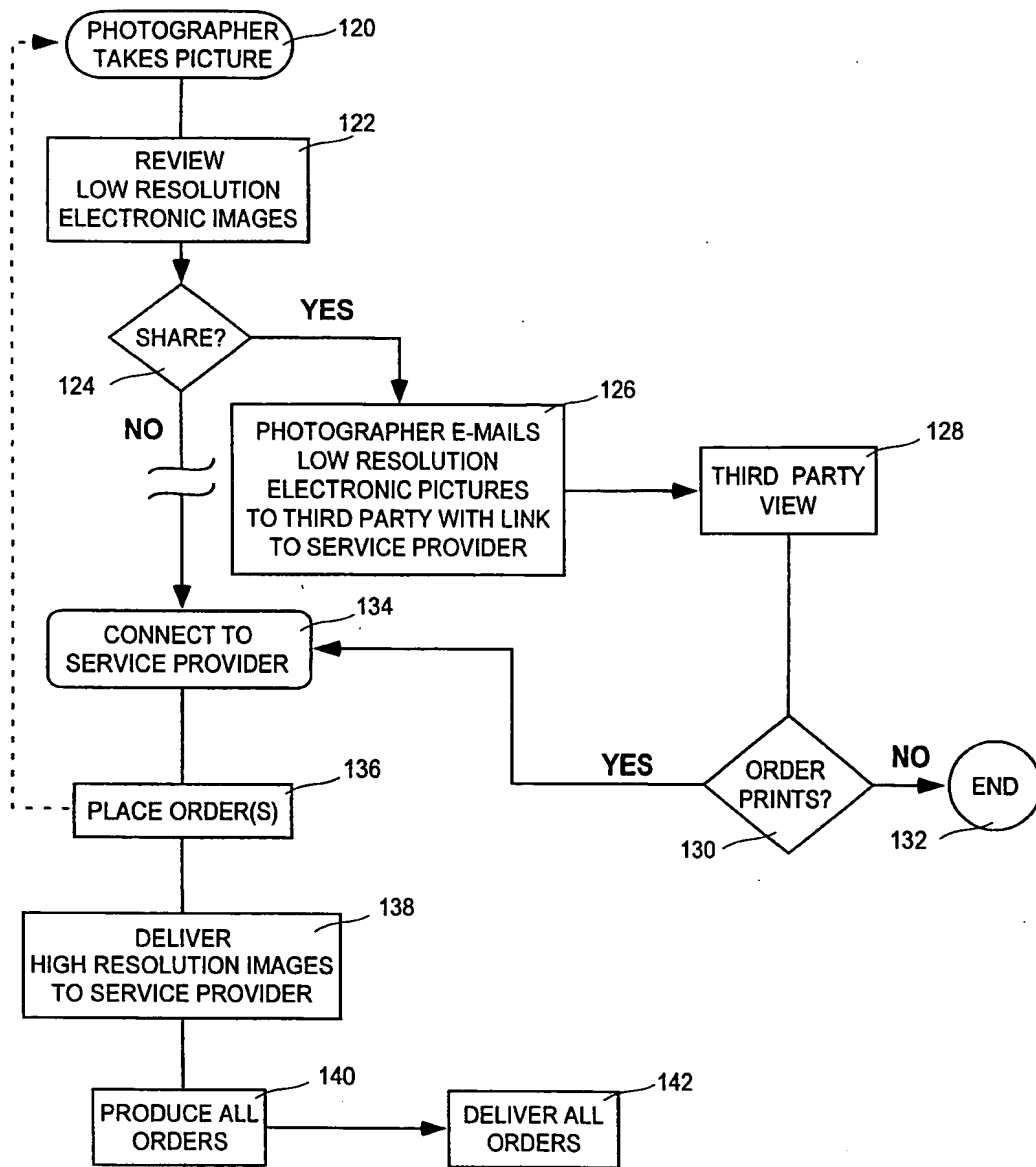 PHOTOGRAPHER
TAKES PICTURE
120
122
REVIEW
LOW RESOLUTION
ELECTRONIC IMAGES
SHARE?
YES
124
NO
126
PHOTOGRAPHER E-MAILS
LOW RESOLUTION
ELECTRONIC PICTURES
TO THIRD PARTY WITH LINK
TO SERVICE PROVIDER
128
THIRD PARTY
VIEW
134
CONNECT TO
SERVICE PROVIDER
YES
ORDER
PRINTS?
130
NO
END
132
136
PLACE ORDER(S)
138
DELIVER
HIGH RESOLUTION IMAGES
TO SERVICE PROVIDER
140
PRODUCE ALL
ORDERS
142
DELIVER ALL
ORDERS